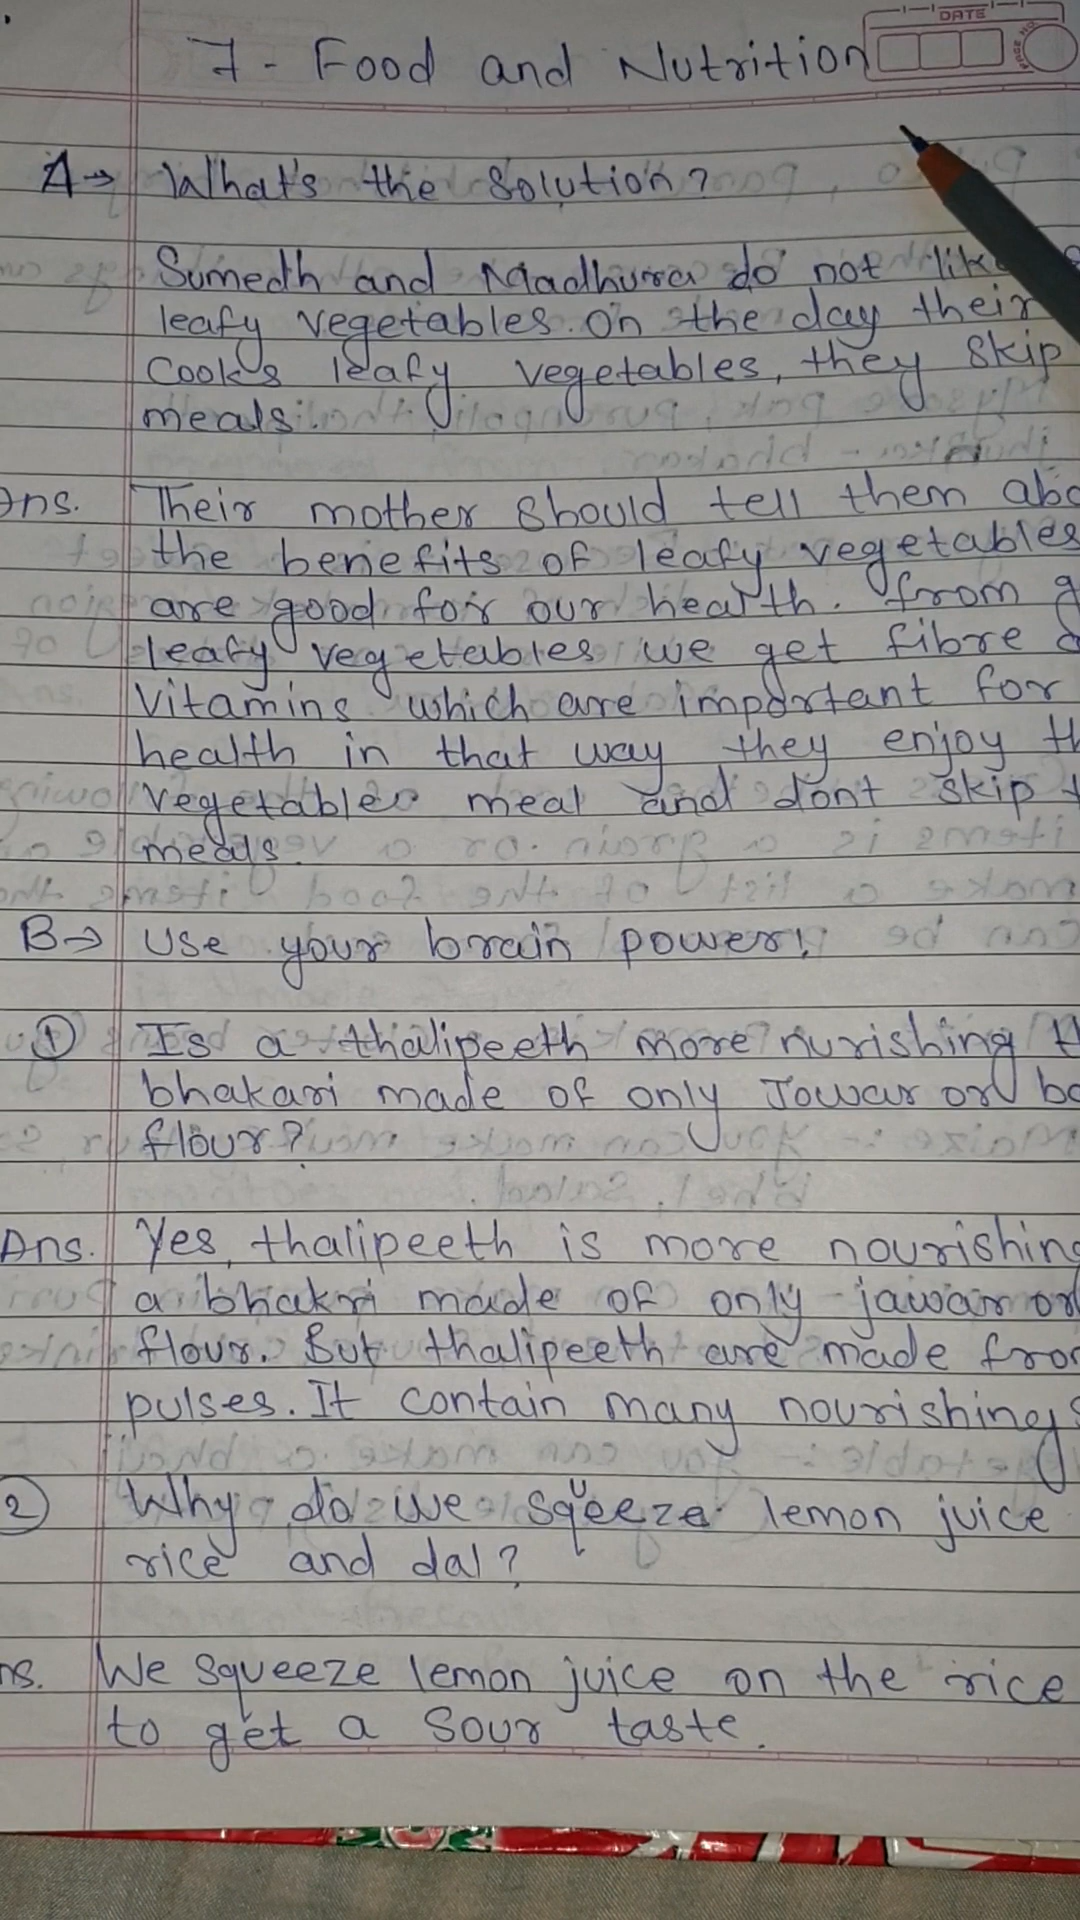 DATE
7 - Food and Nutrition
A→ What's the solution?
Sumedh and Madhura do not like
leafy vegetables. On the day their
Cooks leafy vegetables, they skip
meals.
Ans. Their mother should tell them
the benefits of leafy vegetables
are good for our health. from
leafy vegetables we get fibre
vitamins which are important for
health in that way they enjoy
vegetables meal and dont skip
meals.
B→ Use your brain power!
① Is a thalipeeth more nurishing
bhakari made of only Jowar or
flour?
Ans. Yes, thalipeeth is more nourishing
a bhakri made of only jawar or
flour. But thalipeeth are made
pulses. It contain many nourishing
② Why do we squeeze lemon juice
rice and dal?
We squeeze lemon juice on the rice
to get a sour taste.